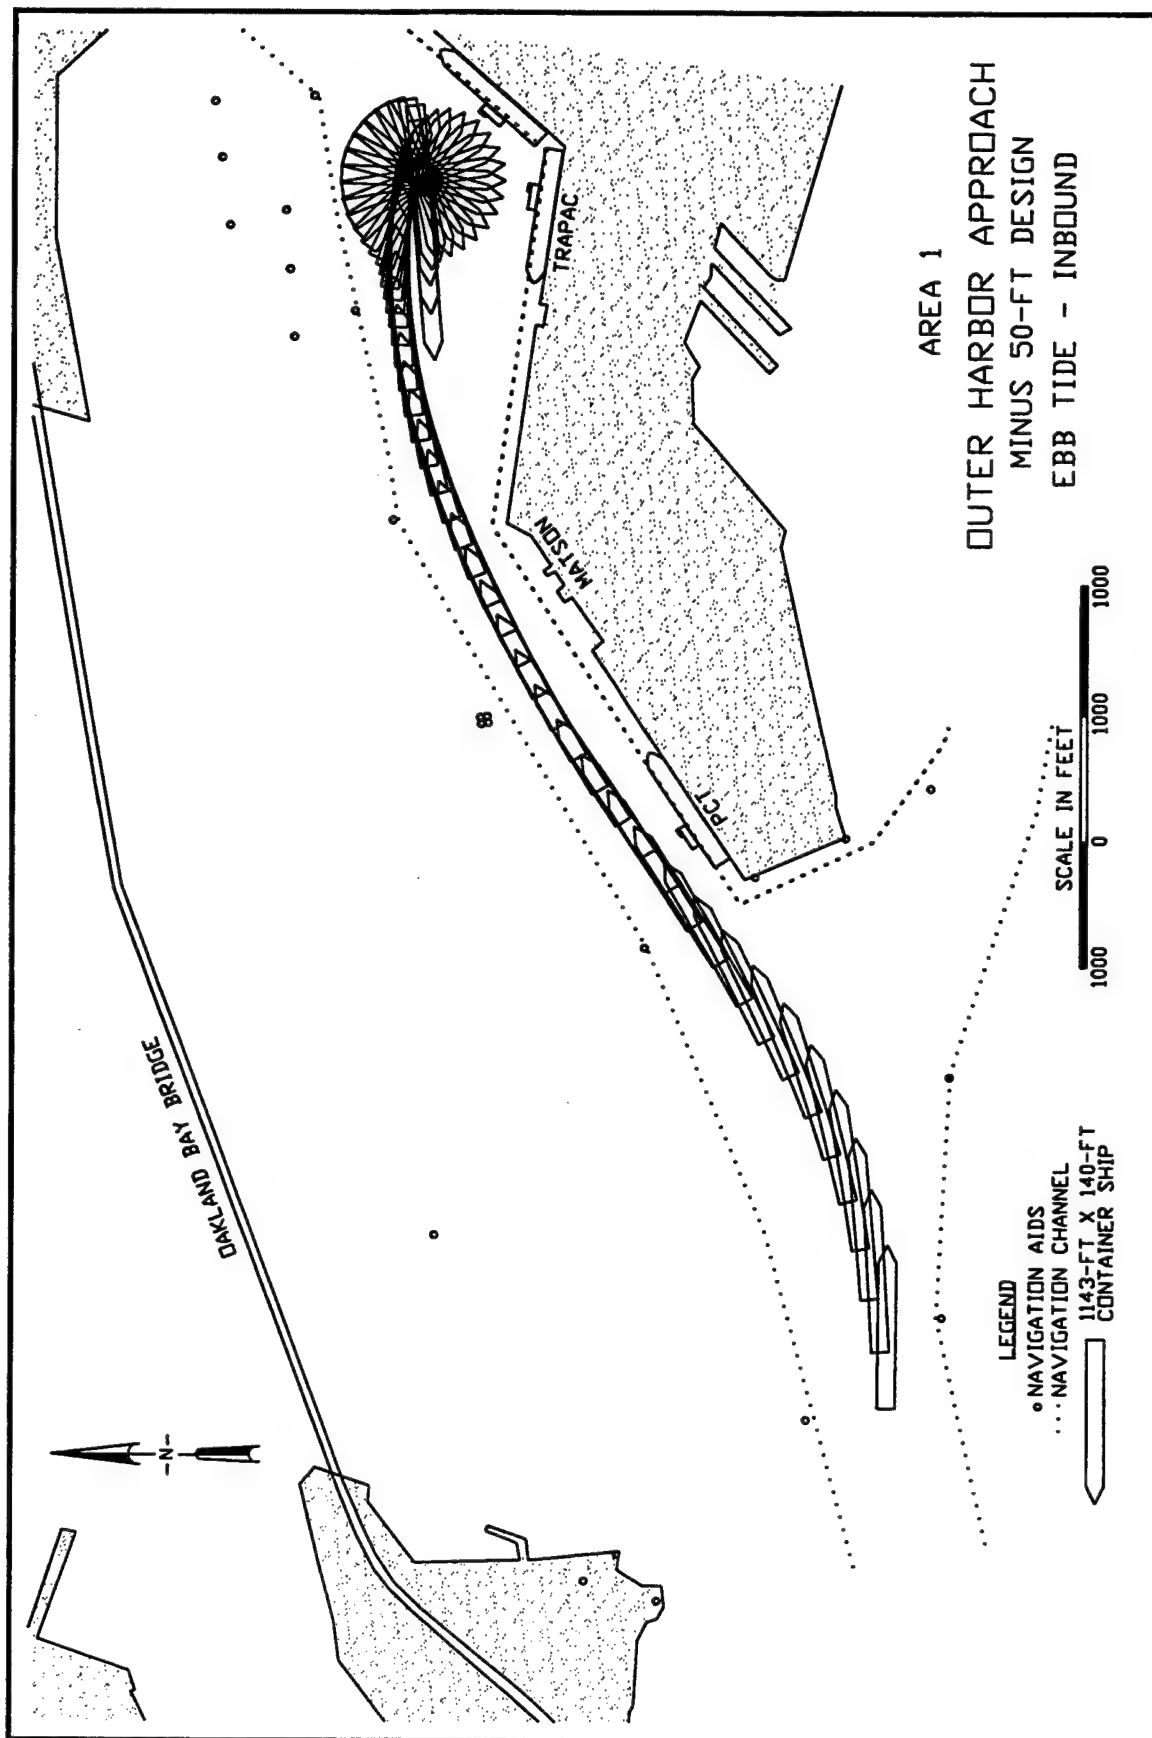 OAKLAND BAY BRIDGE
-N-
88
TRAPAC
MATSON
PCT
AREA 1
OUTER HARBOR APPROACH
MINUS 50-FT DESIGN
EBB TIDE - INBOUND
SCALE IN FEET
1000 0 1000 1000
LEGEND
NAVIGATION AIDS
NAVIGATION CHANNEL
1143-FT X 140-FT
CONTAINER SHIP